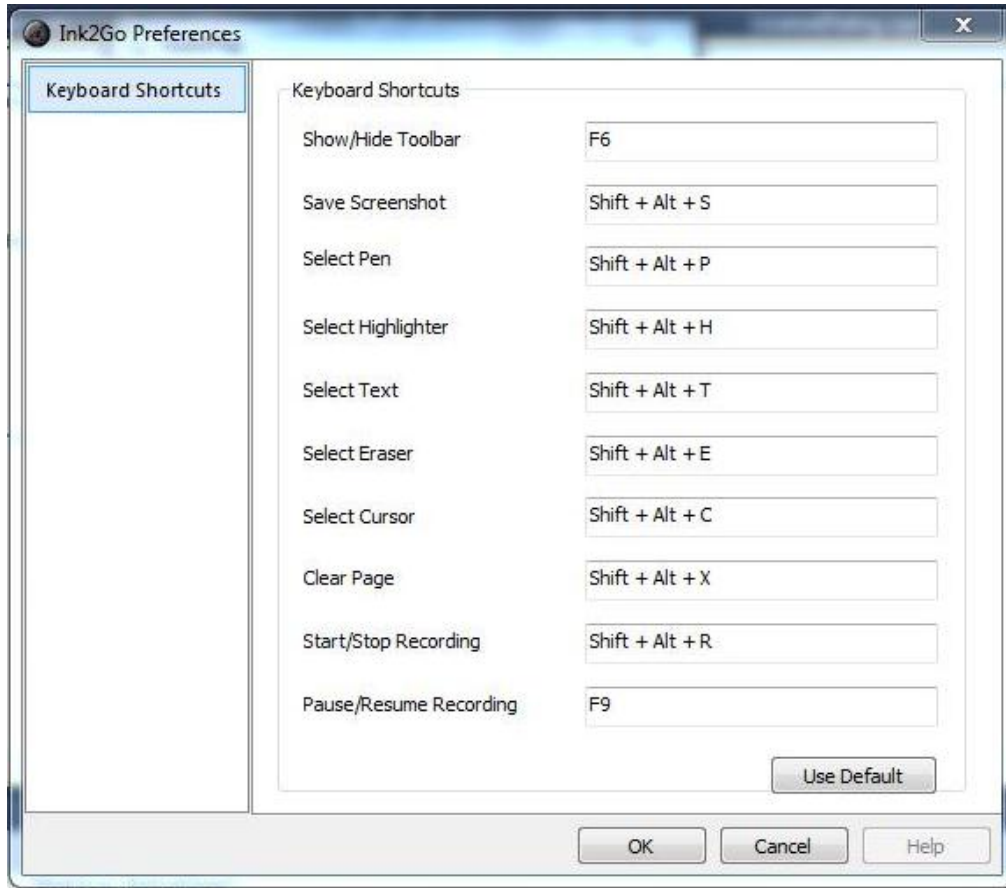 Ink2Go Preferences
X
Keyboard Shortcuts
Keyboard Shortcuts
Show/Hide Toolbar F6
Save Screenshot Shift + Alt + S
Select Pen Shift + Alt + P
Select Highlighter Shift + Alt + H
Select Text Shift + Alt + T
Select Eraser Shift + Alt + E
Select Cursor Shift + Alt + C
Clear Page Shift + Alt + X
Start/Stop Recording Shift + Alt + R
Pause/Resume Recording F9
Use Default
OK Cancel Help